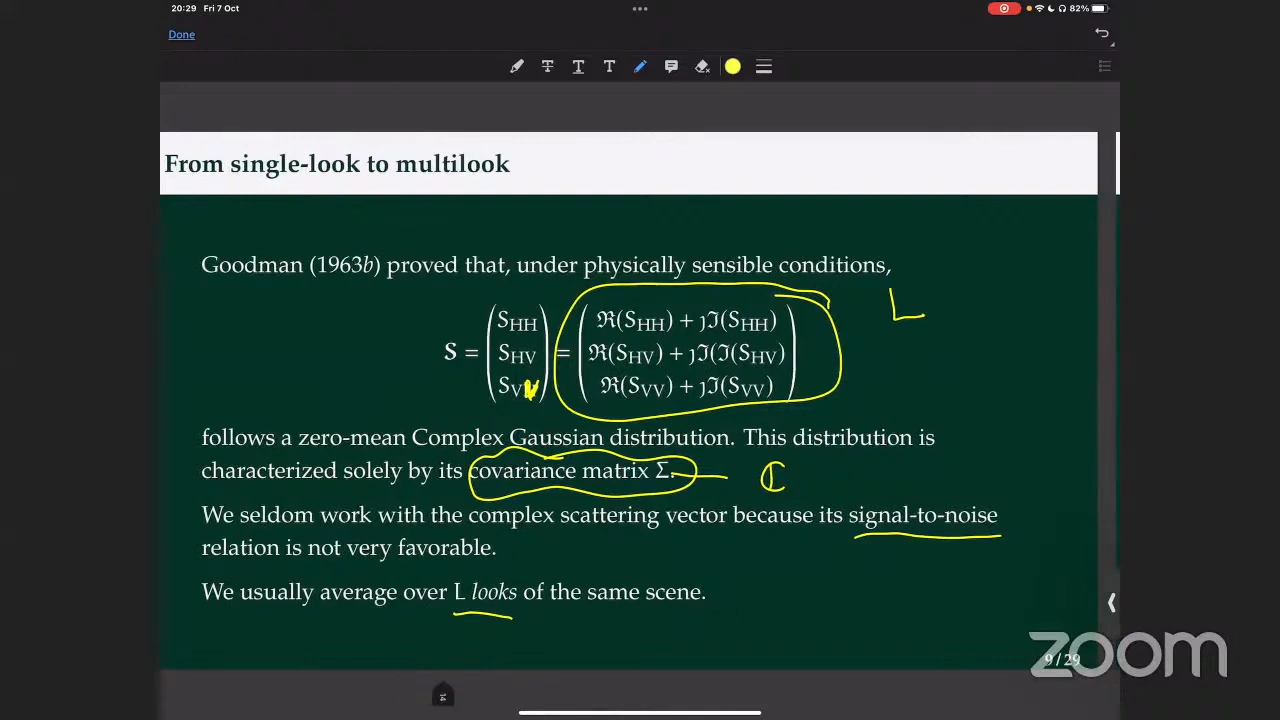 20:29 Fri 7 Oct
82%
Done
From single-look to multilook
Goodman (1963b) proved that, under physically sensible conditions,
L
S = (S_HH) = (ℜ(S_HH) + ȷℑ(S_HH))
(S_HV) (ℜ(S_HV) + ȷℑ(ℑ(S_HV))
(S_VV) (ℜ(S_VV) + ȷℑ(S_VV))
follows a zero-mean Complex Gaussian distribution. This distribution is
characterized solely by its covariance matrix Σ. ℂ
We seldom work with the complex scattering vector because its signal-to-noise
relation is not very favorable.
We usually average over L looks of the same scene.
9/29
zoom